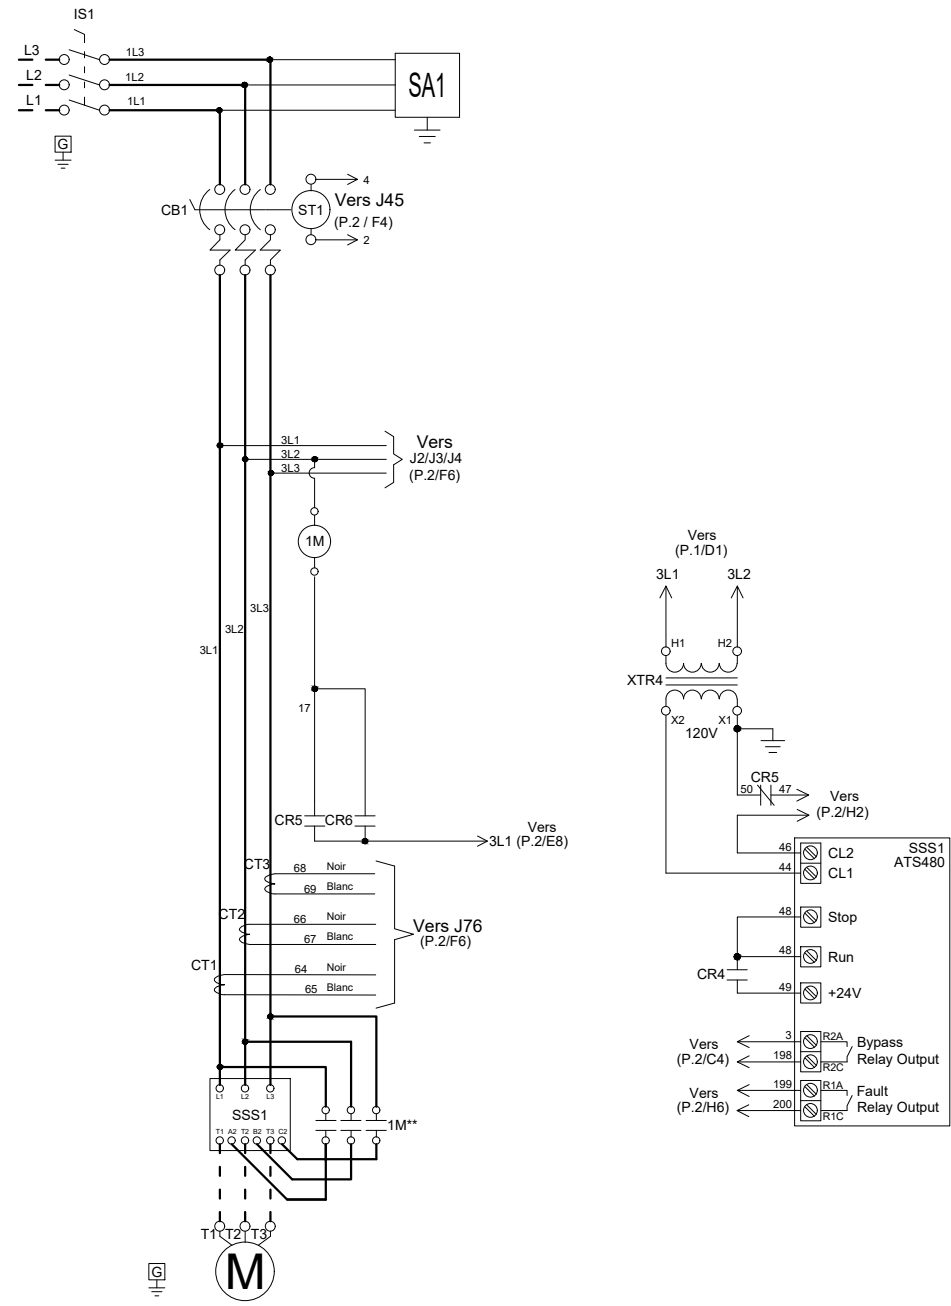 IS1
L3
1L3
L2
1L2
L1
1L1
SA1
G
4
Vers J45
CB1
ST1
(P.2 / F4)
2
3L1
Vers
3L2
J2/J3/J4
3L3
(P.2/F6)
1M
3L3
3L2
3L1
17
CR5
CR6
Vers
3L1 (P.2/E8)
CT3
68
Noir
69
Blanc
CT2
66
Noir
67
Blanc
Vers J76
(P.2/F6)
CT1
64
Noir
65
Blanc
L1
L2
L3
SSS1
T1
A2
T2
B2
T3
C2
1M**
T1
T2
T3
M
G
Vers
(P.1/D1)
3L1
3L2
H1
H2
XTR4
X2
X1
120V
CR5
50
47
Vers
(P.2/H2)
SSS1
ATS480
46
CL2
44
CL1
48
Stop
48
Run
CR4
49
+24V
Vers
(P.2/C4)
3
R2A
Bypass
198
R2C
Relay Output
Vers
(P.2/H6)
199
R1A
Fault
200
R1C
Relay Output